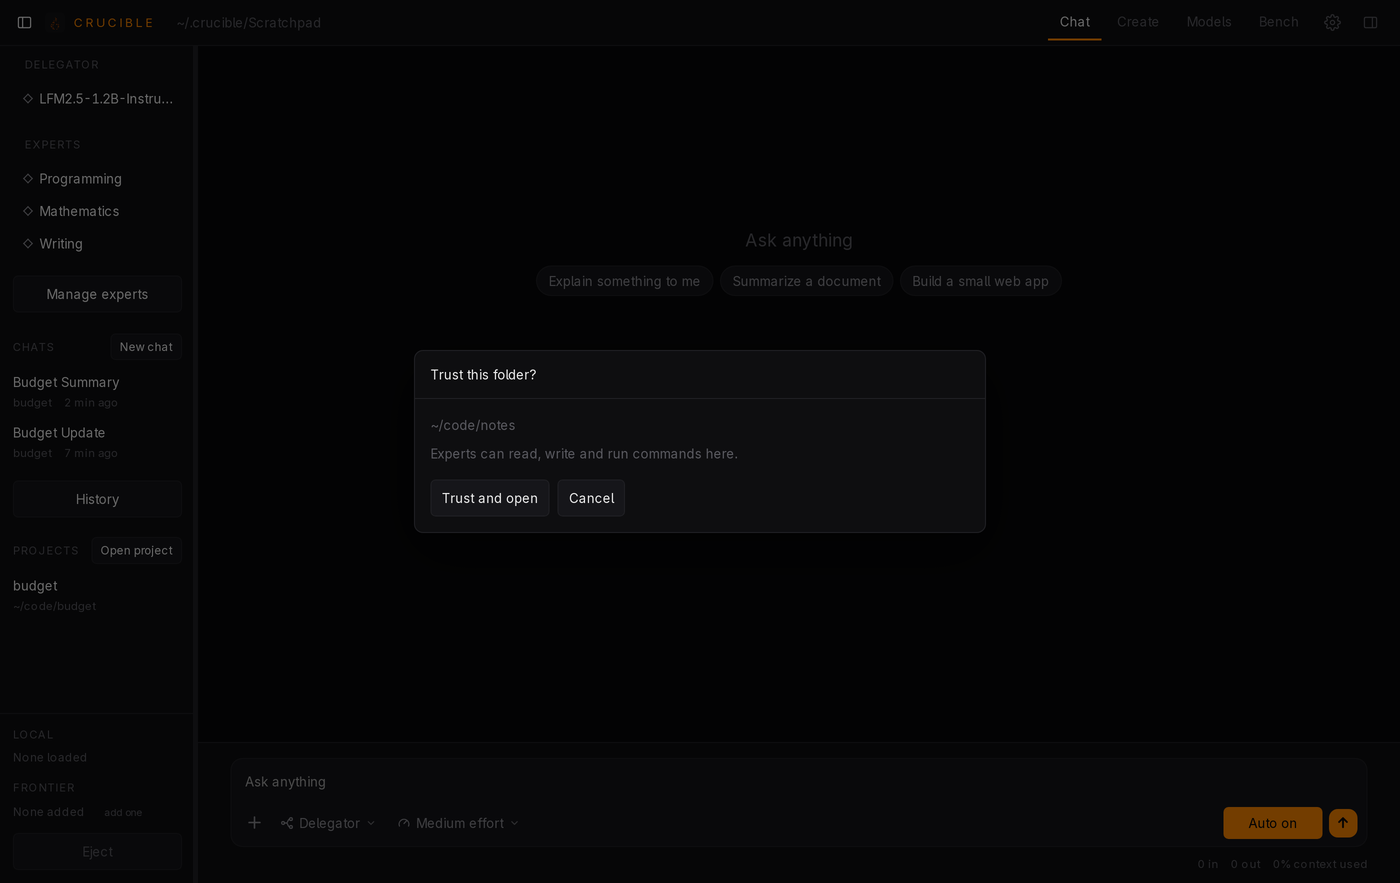 CRUCIBLE
~/.crucible/Scratchpad
Chat
Create
Models
Bench
DELEGATOR
LFM2.5-1.2B-Instru...
EXPERTS
Programming
Mathematics
Writing
Manage experts
CHATS
New chat
Budget Summary
budget 2 min ago
Budget Update
budget 7 min ago
History
PROJECTS
Open project
budget
~/code/budget
LOCAL
None loaded
FRONTIER
None added add one
Eject
Ask anything
Explain something to me
Summarize a document
Build a small web app
Trust this folder?
~/code/notes
Experts can read, write and run commands here.
Trust and open
Cancel
Ask anything
Delegator
Medium effort
Auto on
0 in 0 out 0% context used